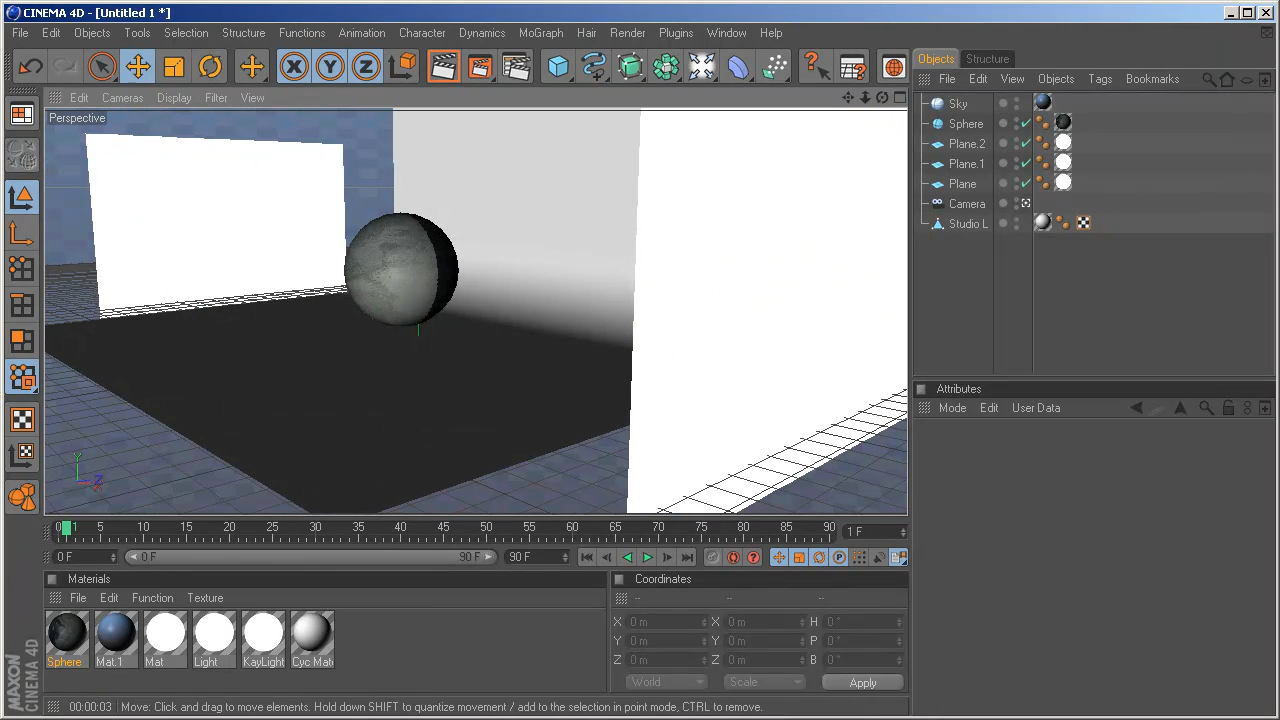 CINEMA 4D - [Untitled 1 *]
File Edit Objects Tools Selection Structure Functions Animation Character Dynamics MoGraph Hair Render Plugins Window Help
Objects Structure
File Edit View Objects Tags Bookmarks
Edit Cameras Display Filter View
Perspective
Sky
Sphere
Plane.2
Plane.1
Plane
Camera
Studio L
Attributes
Mode Edit User Data
Y
Z
0 1 5 10 15 20 25 30 35 40 45 50 55 60 65 70 75 80 85 90 1 F
0 F 0 F 90 F 90 F
Materials
File Edit Function Texture
Sphere Mat.1 Mat Light KayLight Cyc Mate
Coordinates
-- -- --
X 0 m X 0 m H 0 °
Y 0 m Y 0 m P 0 °
Z 0 m Z 0 m B 0 °
World Scale Apply
MAXON
CINEMA 4D
00:00:03 Move: Click and drag to move elements. Hold down SHIFT to quantize movement / add to the selection in point mode, CTRL to remove.